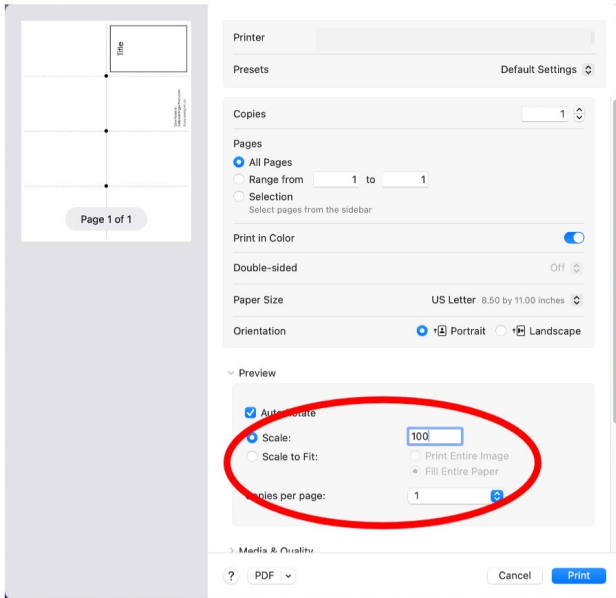 Title
Page 1 of 1
Printer
Presets Default Settings
Copies 1
Pages
All Pages
Range from 1 to 1
Selection
Select pages from the sidebar
Print in Color
Double-sided Off
Paper Size US Letter 8.50 by 11.00 inches
Orientation Portrait Landscape
Preview
Auto Rotate
Scale: 100
Scale to Fit: Print Entire Image
Fill Entire Paper
Copies per page: 1
Media & Quality
? PDF Cancel Print